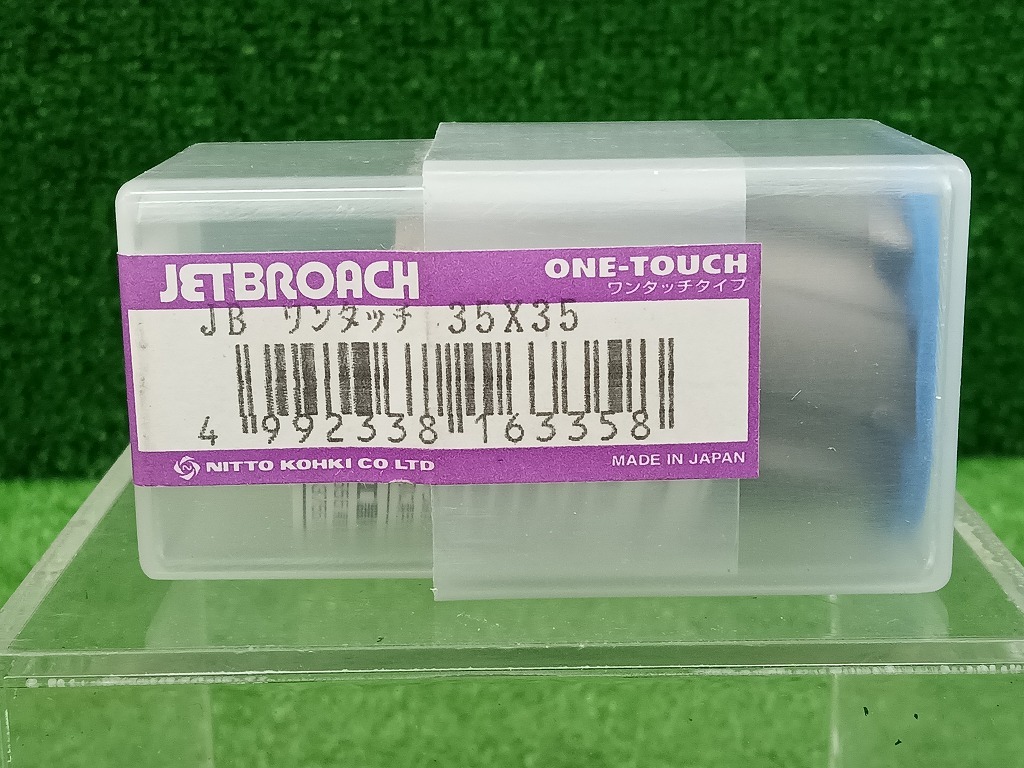 JETBROACH
ONE-TOUCH
ワンタッチタイプ
JB ワンタッチ 35X35
4 992338 163358
NITTO KOHKI CO LTD
MADE IN JAPAN